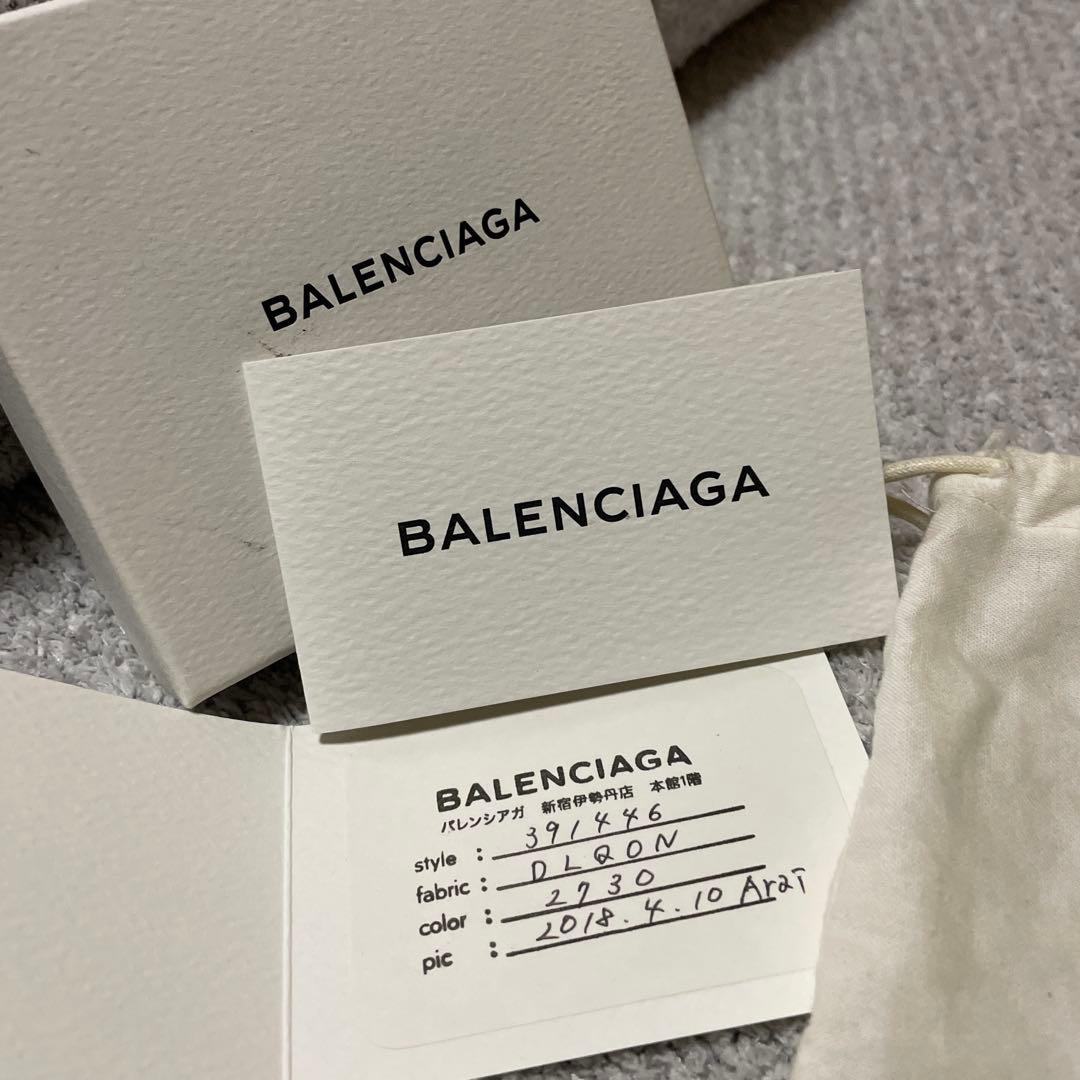 BALENCIAGA
BALENCIAGA
BALENCIAGA
バレンシアガ 新宿伊勢丹店 本館1階
style : 391446
fabric : DLQ0N
color : 2730
pic : 2018.4.10 Arai